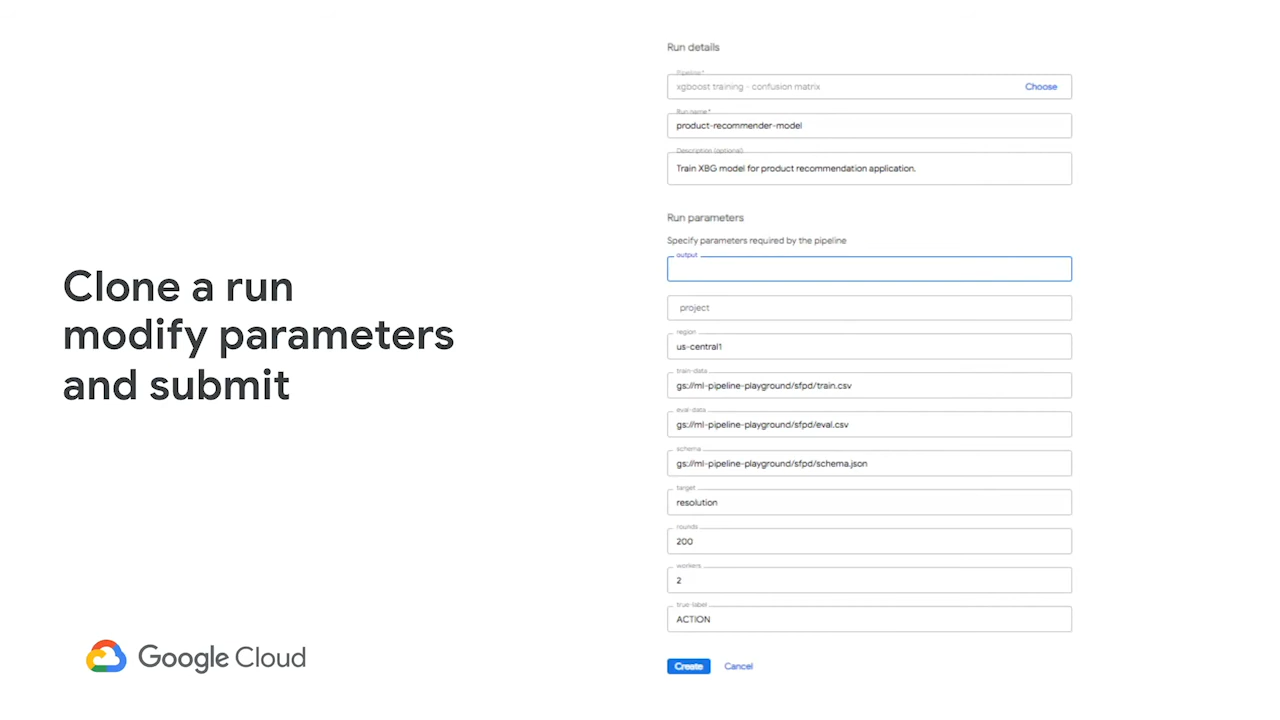 Clone a run
modify parameters
and submit
Google Cloud
Run details
Pipeline*
xgboost training - confusion matrix
Choose
Run name*
product-recommender-model
Description (optional)
Train XBG model for product recommendation application.
Run parameters
Specify parameters required by the pipeline
output
project
region
us-central1
train-data
gs://ml-pipeline-playground/sfpd/train.csv
eval-data
gs://ml-pipeline-playground/sfpd/eval.csv
schema
gs://ml-pipeline-playground/sfpd/schema.json
target
resolution
rounds
200
workers
2
true-label
ACTION
Create
Cancel